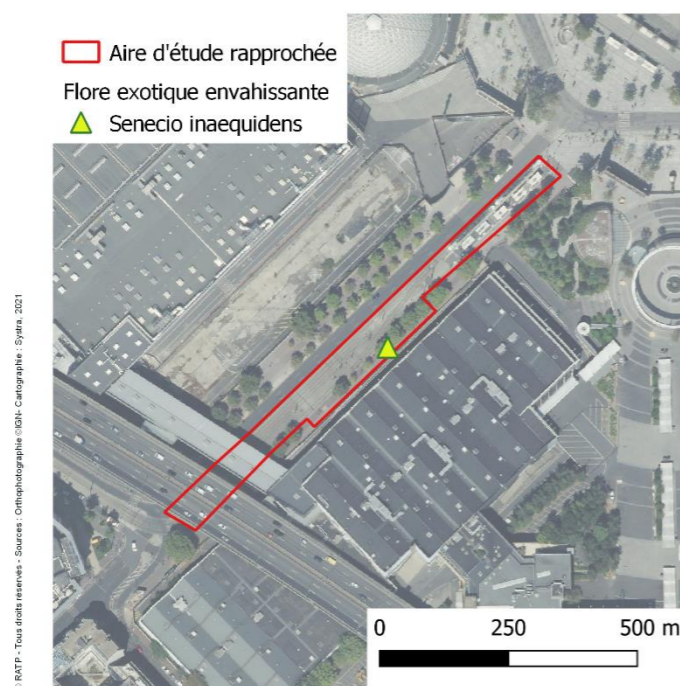 Aire d'étude rapprochée
Flore exotique envahissante
Senecio inaequidens
© RATP - Tous droits réservés - Sources : Orthophotographie ©IGN- Cartographie : Systra, 2021
0 250 500 m